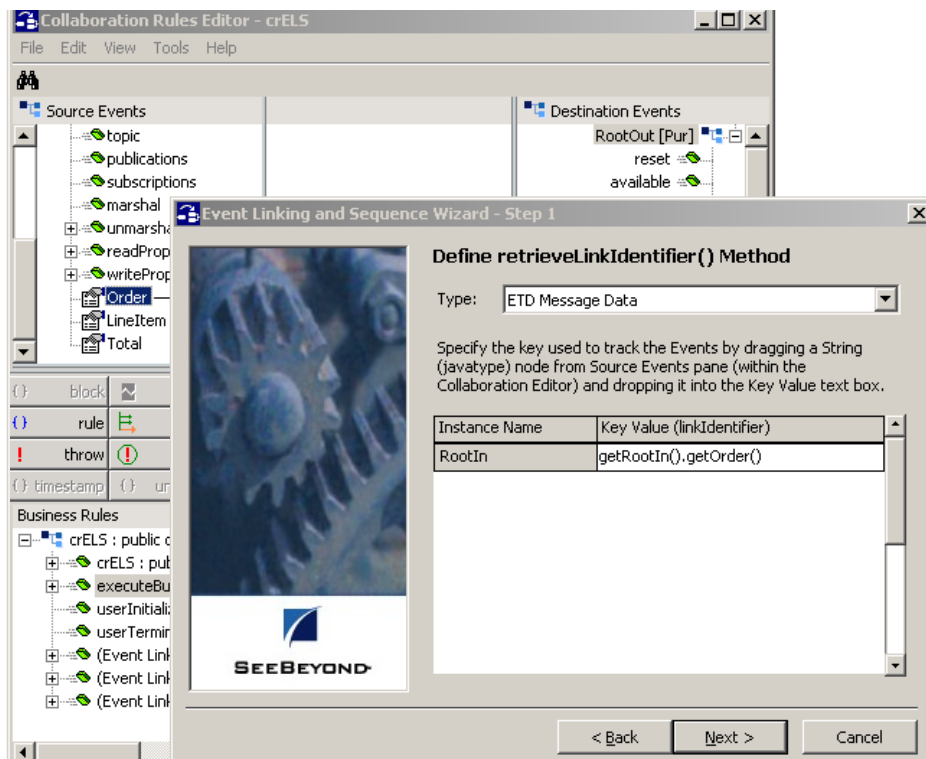 Collaboration Rules Editor - crELS
File Edit View Tools Help
Source Events
Destination Events
topic
publications
subscriptions
marshal
unmarsha
readProp
writeProp
Order
LineItem
Total
RootOut [Pur]
reset
available
{} block
{} rule
! throw
{} timestamp {} ur
Business Rules
crELS : public c
crELS : pub
executeBu
userInitializ
userTermin
(Event Link
(Event Link
(Event Link
Event Linking and Sequence Wizard - Step 1
Define retrieveLinkIdentifier() Method
Type: ETD Message Data
Specify the key used to track the Events by dragging a String
(javatype) node from Source Events pane (within the
Collaboration Editor) and dropping it into the Key Value text box.
Instance Name Key Value (linkIdentifier)
RootIn getRootIn().getOrder()
SEEBEYOND
< Back Next > Cancel